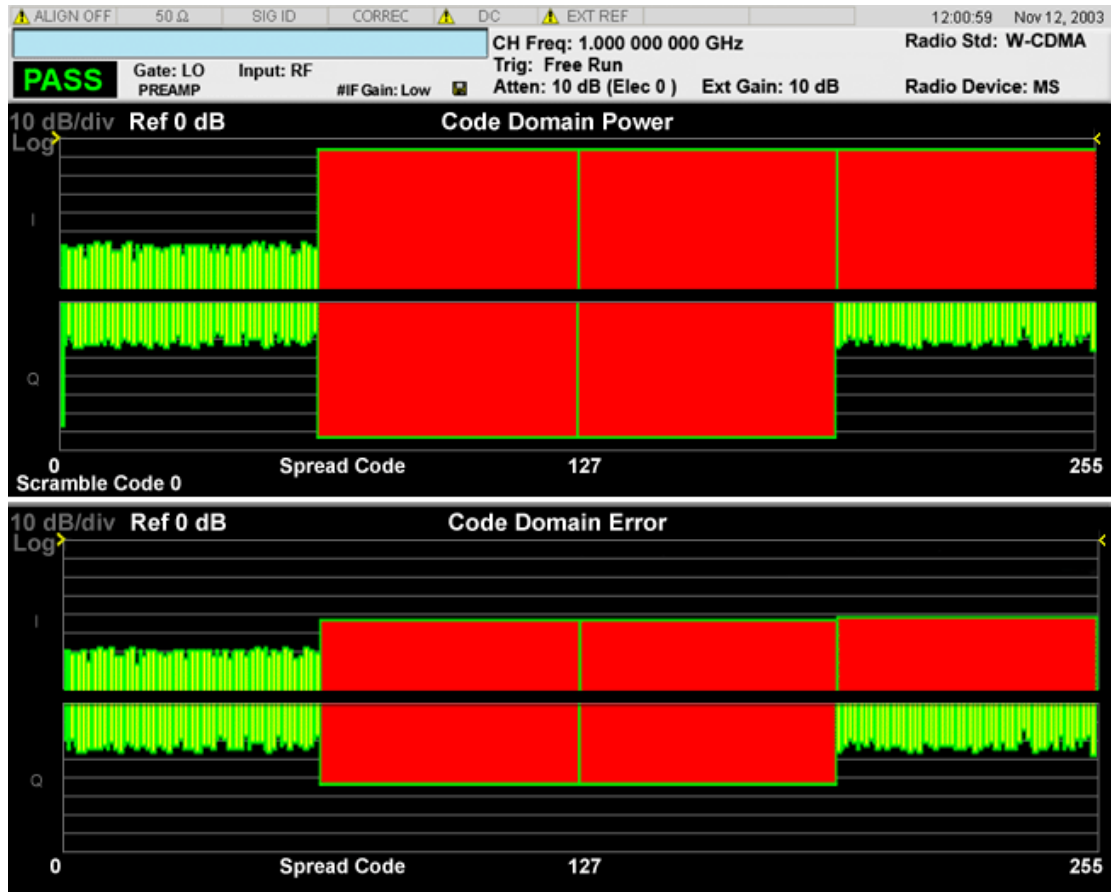 ALIGN OFF 50 Ω SIG ID CORREC DC EXT REF 12:00:59 Nov 12, 2003
CH Freq: 1.000 000 000 GHz Radio Std: W-CDMA
PASS Gate: LO Input: RF Trig: Free Run
PREAMP #IF Gain: Low Atten: 10 dB (Elec 0 ) Ext Gain: 10 dB Radio Device: MS
10 dB/div Ref 0 dB Code Domain Power
Log
I
Q
0 Spread Code 127 255
Scramble Code 0
10 dB/div Ref 0 dB Code Domain Error
Log
I
Q
0 Spread Code 127 255